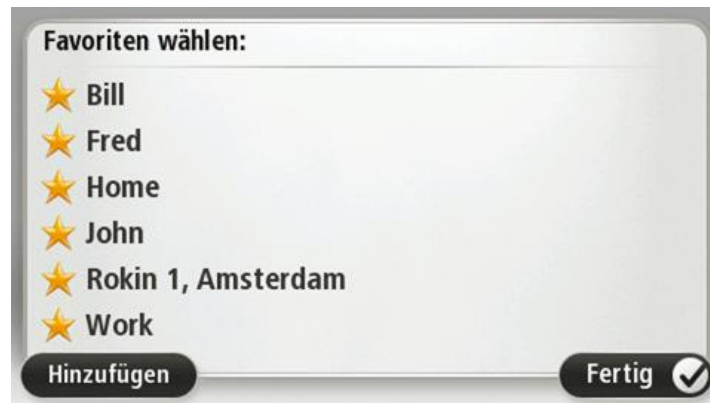 Favoriten wählen:
Bill
Fred
Home
John
Rokin 1, Amsterdam
Work
Hinzufügen
Fertig